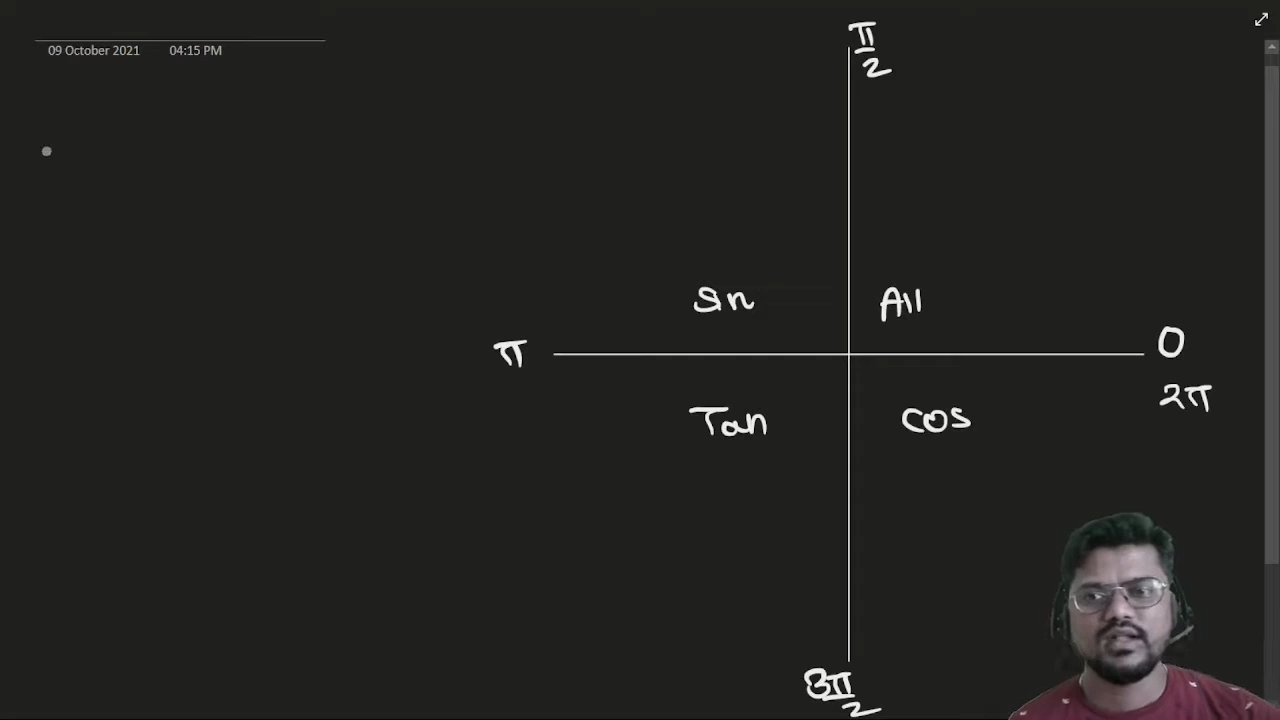 09 October 2021 04:15 PM
π/2
Sin All
π 0
2π
Tan cos
3π/2